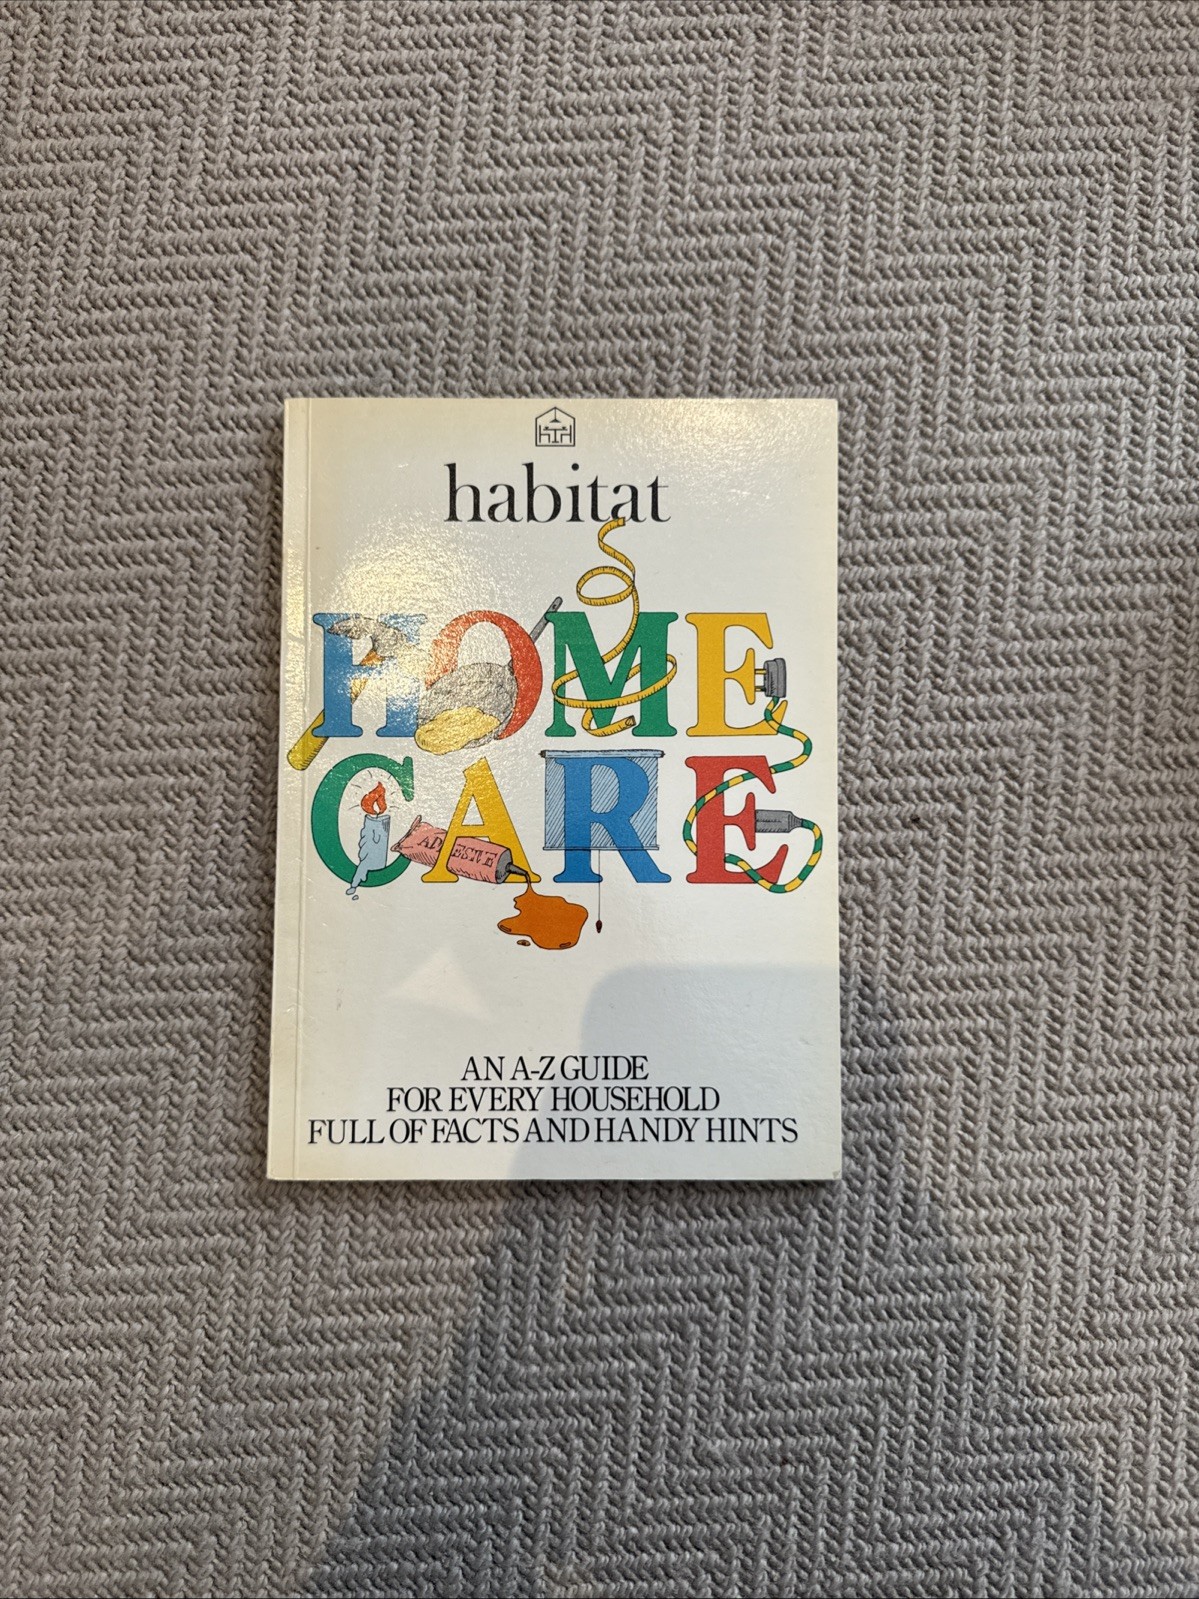 habitat
HOME
CARE
ADHESIVE
AN A-Z GUIDE
FOR EVERY HOUSEHOLD
FULL OF FACTS AND HANDY HINTS